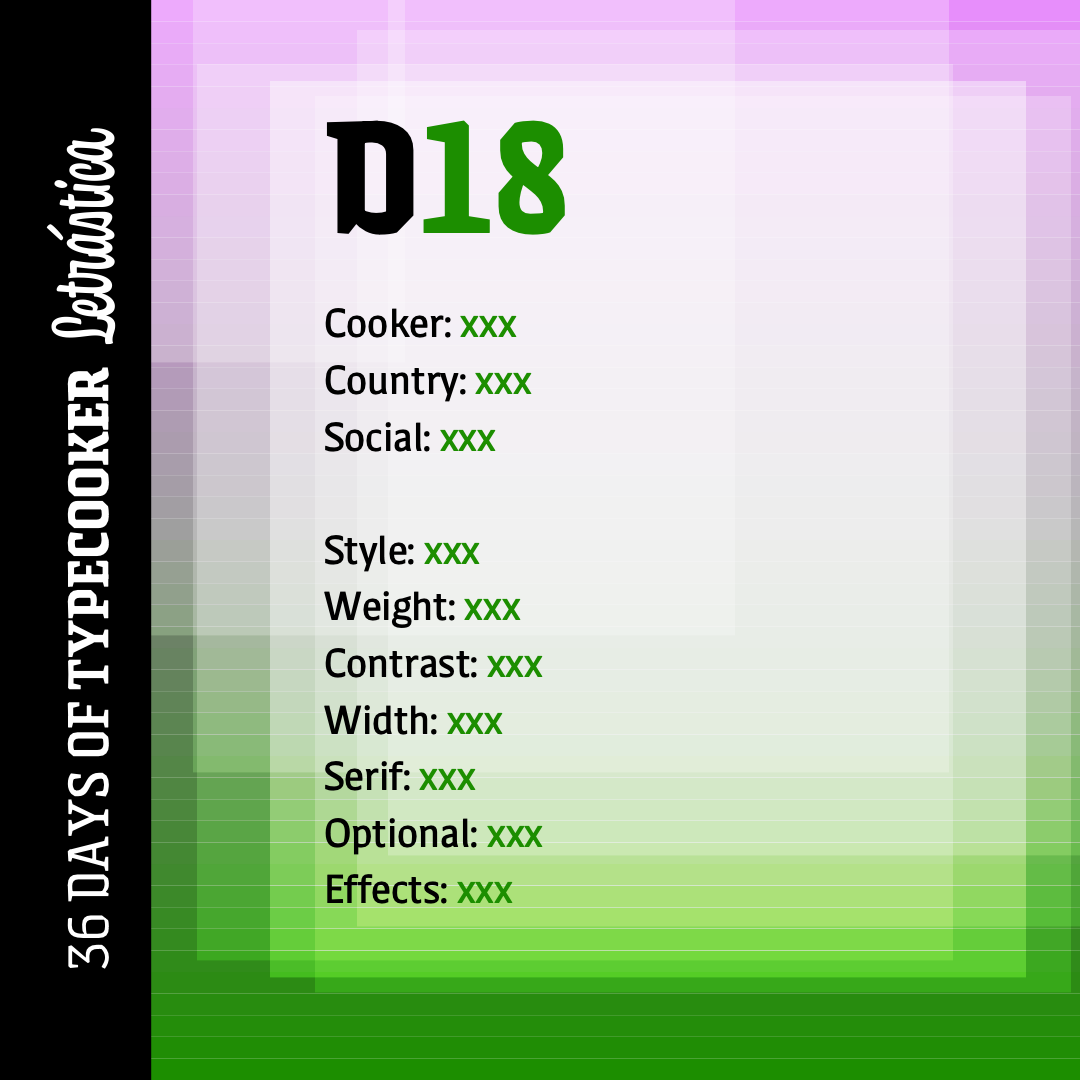 36 DAYS OF TYPECOOKER Letrástica
D18
Cooker: xxx
Country: xxx
Social: xxx
Style: xxx
Weight: xxx
Contrast: xxx
Width: xxx
Serif: xxx
Optional: xxx
Effects: xxx